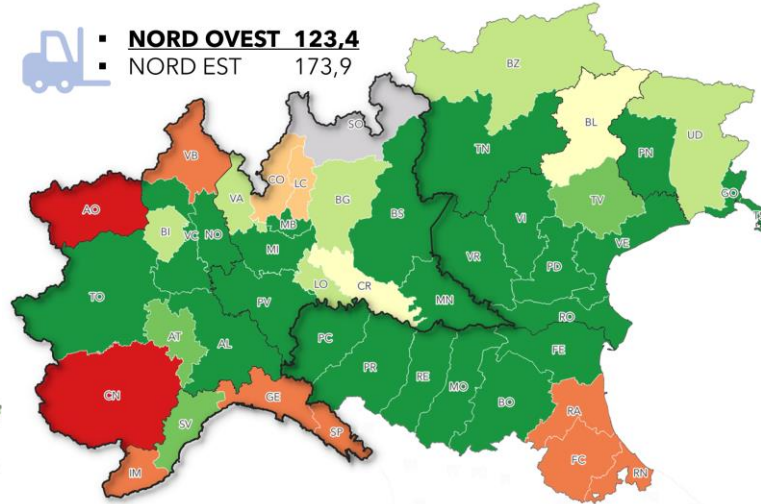 ▪ NORD OVEST 123,4
▪ NORD EST 173,9
BZ
SO
BL
VB
TN
PN
UD
CO
LC
VA
AO
BG
TV
GO
BS
BI
VC
NO
MB
VI
VE
MI
VR
PD
TO
LO
CR
MN
PV
RO
AT
AL
PC
FE
PR
RE
MO
BO
CN
GE
RA
SV
SP
FC
IM
RN